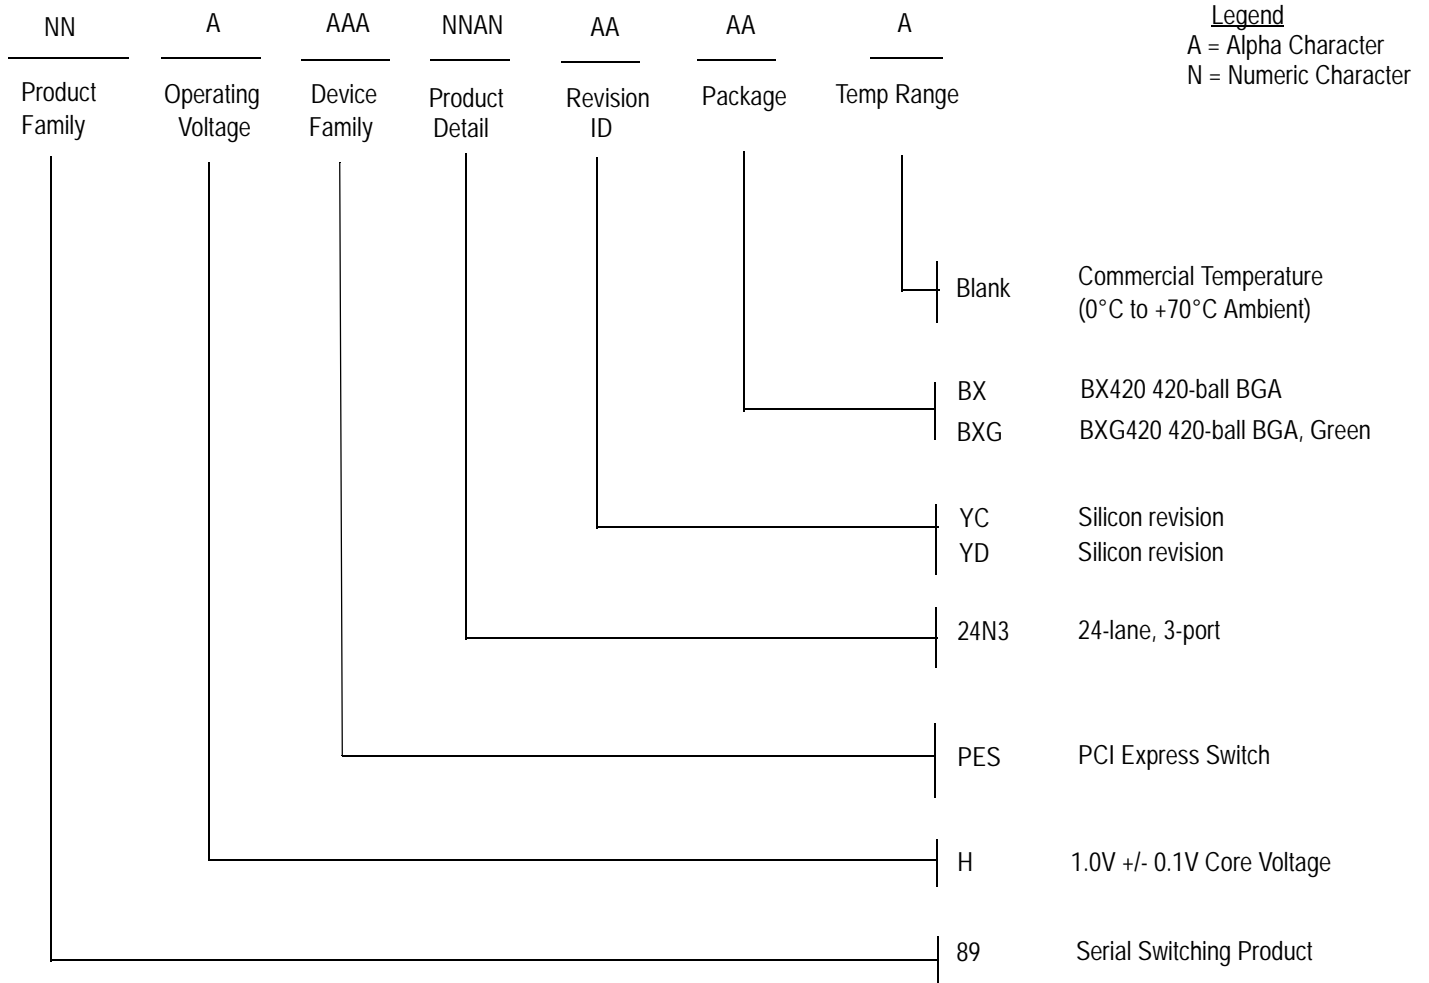 NN A AAA NNAN AA AA A
Legend
A = Alpha Character
N = Numeric Character
Product
Family
Operating
Voltage
Device
Family
Product
Detail
Revision
ID
Package
Temp Range
Blank Commercial Temperature
(0°C to +70°C Ambient)
BX BX420 420-ball BGA
BXG BXG420 420-ball BGA, Green
YC Silicon revision
YD Silicon revision
24N3 24-lane, 3-port
PES PCI Express Switch
H 1.0V +/- 0.1V Core Voltage
89 Serial Switching Product